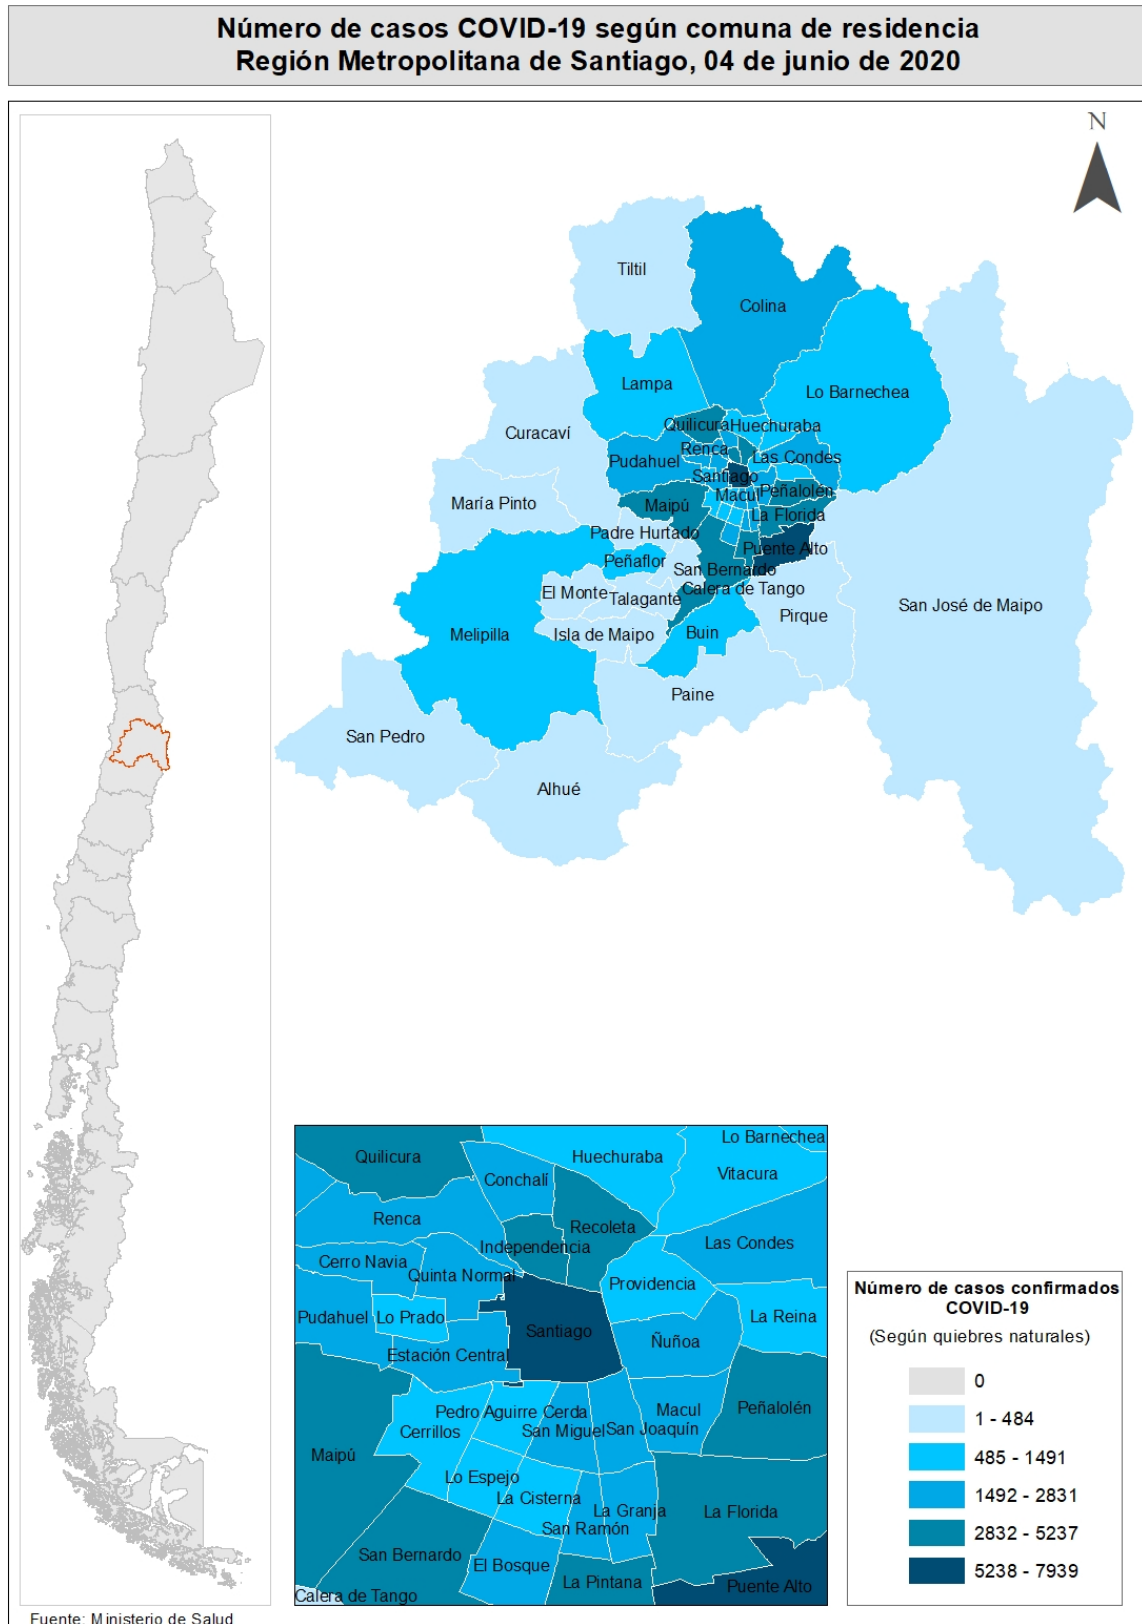 Número de casos COVID-19 según comuna de residencia
Región Metropolitana de Santiago, 04 de junio de 2020
N
Tiltil
Colina
Lampa
Lo Barnechea
Curacaví
Quilicura
Huechuraba
Renca
Las Condes
Pudahuel
Santiago
María Pinto
Macul
Peñalolén
Maipú
La Florida
Padre Hurtado
Puente Alto
Peñaflor
San Bernardo
El Monte
Talagante
Calera de Tango
San José de Maipo
Pirque
Melipilla
Isla de Maipo
Buin
Paine
San Pedro
Alhué
Lo Barnechea
Quilicura
Huechuraba
Vitacura
Conchalí
Renca
Recoleta
Independencia
Las Condes
Cerro Navia
Quinta Normal
Providencia
Pudahuel
Lo Prado
La Reina
Santiago
Ñuñoa
Estación Central
Pedro Aguirre Cerda
Macul
Peñalolén
Cerrillos
San Miguel
San Joaquín
Maipú
Lo Espejo
La Cisterna
La Granja
La Florida
San Ramón
San Bernardo
El Bosque
La Pintana
Puente Alto
Calera de Tango
Número de casos confirmados
COVID-19
(Según quiebres naturales)
0
1 - 484
485 - 1491
1492 - 2831
2832 - 5237
5238 - 7939
Fuente: Ministerio de Salud